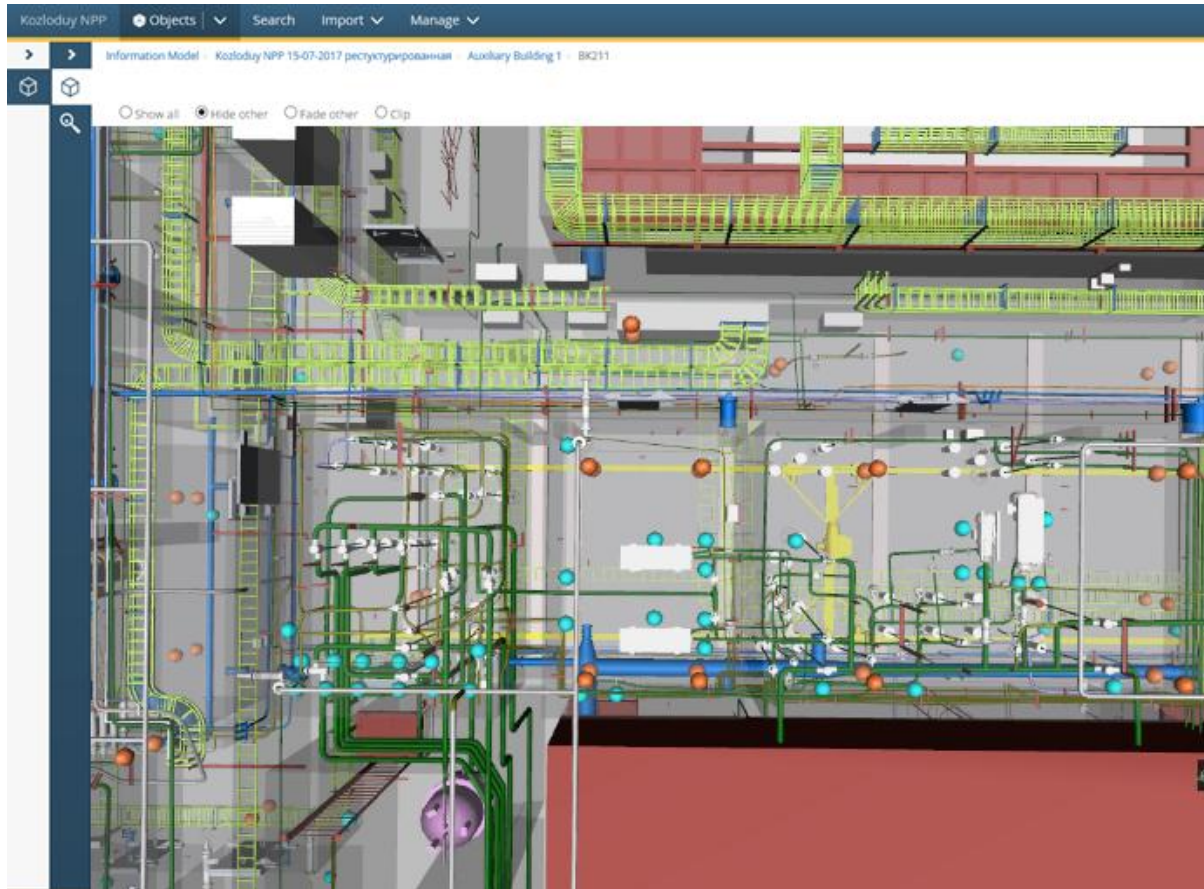 Kozloduy NPP Objects Search Import Manage
Information Model Kozloduy NPP 15-07-2017 рестуктурированная Auxiliary Building 1 BK211
Show all Hide other Fade other Clip